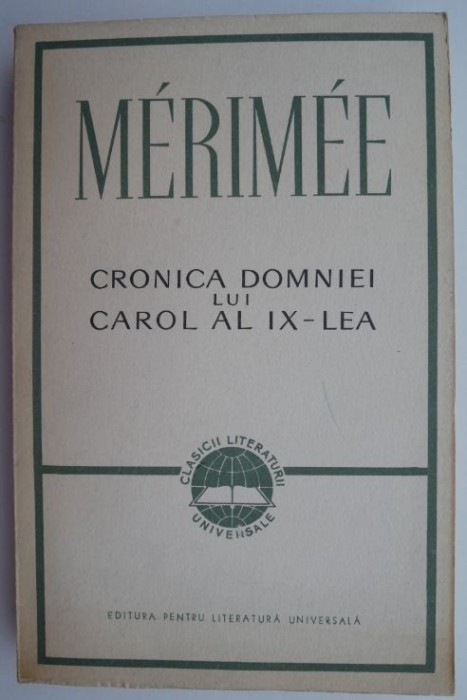 MÉRIMÉE
CRONICA DOMNIEI
LUI
CAROL AL IX-LEA
CLASICII LITERATURII
UNIVERSALE
EDITURA PENTRU LITERATURĂ UNIVERSALĂ